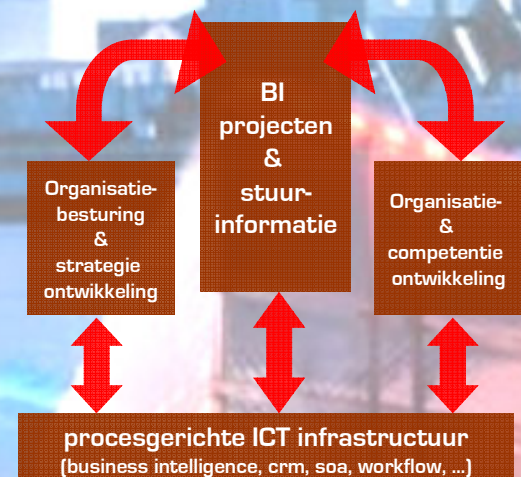 BI
projecten
&
stuur-
informatie
Organisatie-
besturing
&
strategie
ontwikkeling
Organisatie-
&
competentie
ontwikkeling
procesgerichte ICT infrastructuur
(business intelligence, crm, soa, workflow, ...)